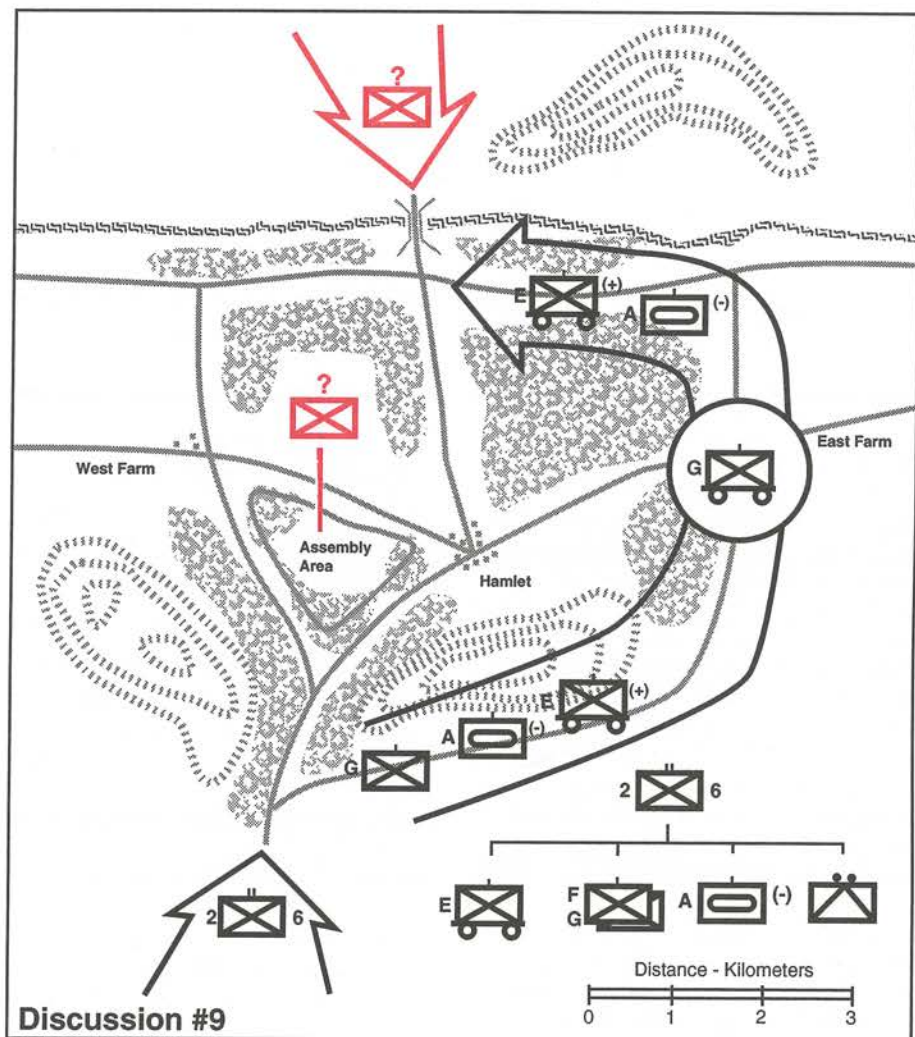 ?
E (+)
A (-)
?
East Farm
G
West Farm
Assembly
Area
Hamlet
E (+)
A (-)
G
2 6
2 6
E
F
G
A (-)
Distance - Kilometers
0 1 2 3
Discussion #9